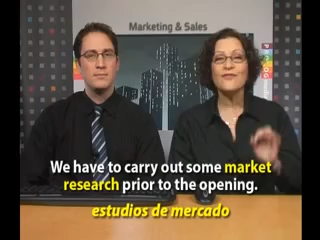 Marketing & Sales
We have to carry out some market
research prior to the opening.
estudios de mercado